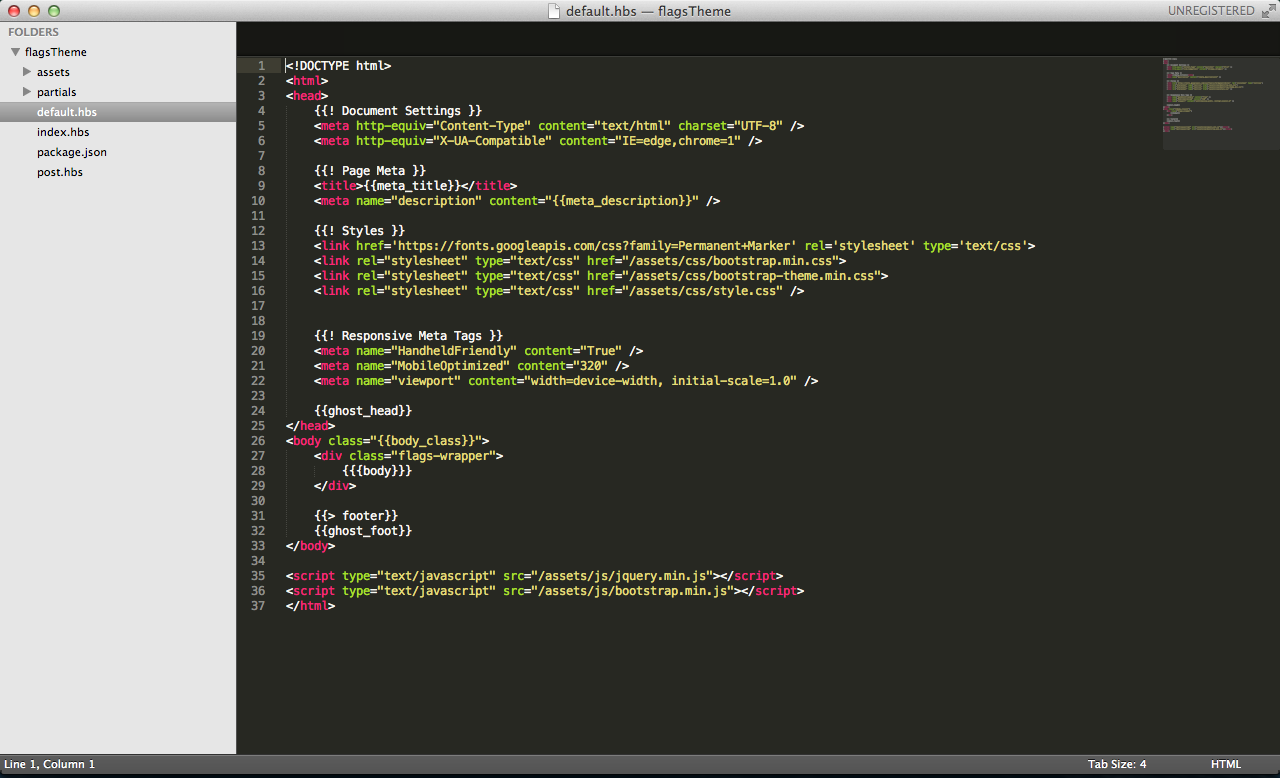 default.hbs — flagsTheme
UNREGISTERED
FOLDERS
flagsTheme
assets
partials
default.hbs
index.hbs
package.json
post.hbs
1 <!DOCTYPE html>
2 <html>
3 <head>
4     {{! Document Settings }}
5     <meta http-equiv="Content-Type" content="text/html" charset="UTF-8" />
6     <meta http-equiv="X-UA-Compatible" content="IE=edge,chrome=1" />
7
8     {{! Page Meta }}
9     <title>{{meta_title}}</title>
10     <meta name="description" content="{{meta_description}}" />
11
12     {{! Styles }}
13     <link href='https://fonts.googleapis.com/css?family=Permanent+Marker' rel='stylesheet' type='text/css'>
14     <link rel="stylesheet" type="text/css" href="/assets/css/bootstrap.min.css">
15     <link rel="stylesheet" type="text/css" href="/assets/css/bootstrap-theme.min.css">
16     <link rel="stylesheet" type="text/css" href="/assets/css/style.css" />
17
18
19     {{! Responsive Meta Tags }}
20     <meta name="HandheldFriendly" content="True" />
21     <meta name="MobileOptimized" content="320" />
22     <meta name="viewport" content="width=device-width, initial-scale=1.0" />
23
24     {{ghost_head}}
25 </head>
26 <body class="{{body_class}}">
27     <div class="flags-wrapper">
28         {{{body}}}
29     </div>
30
31     {{> footer}}
32     {{ghost_foot}}
33 </body>
34
35 <script type="text/javascript" src="/assets/js/jquery.min.js"></script>
36 <script type="text/javascript" src="/assets/js/bootstrap.min.js"></script>
37 </html>
Line 1, Column 1
Tab Size: 4
HTML